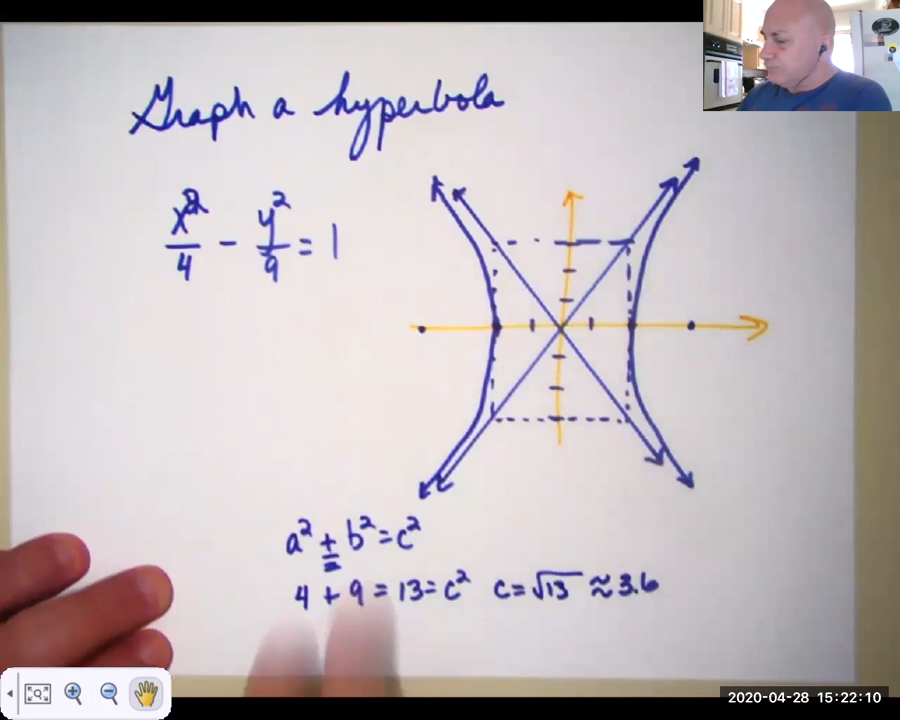 Graph a hyperbola
x²/4 - y²/9 = 1
a² + b² = c²
4 + 9 = 13 = c² c = √13 ≈ 3.6
2020-04-28 15:22:10